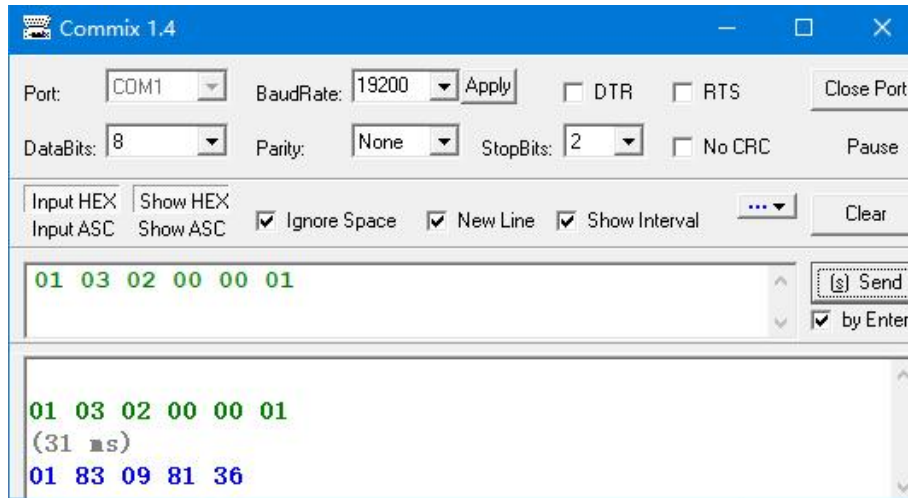 Commix 1.4
Port: COM1 BaudRate: 19200 Apply DTR RTS Close Port
DataBits: 8 Parity: None StopBits: 2 No CRC Pause
Input HEX Show HEX
Input ASC Show ASC
Ignore Space New Line Show Interval ... Clear
01 03 02 00 00 01
(s) Send
by Enter
01 03 02 00 00 01
(31 ms)
01 83 09 81 36